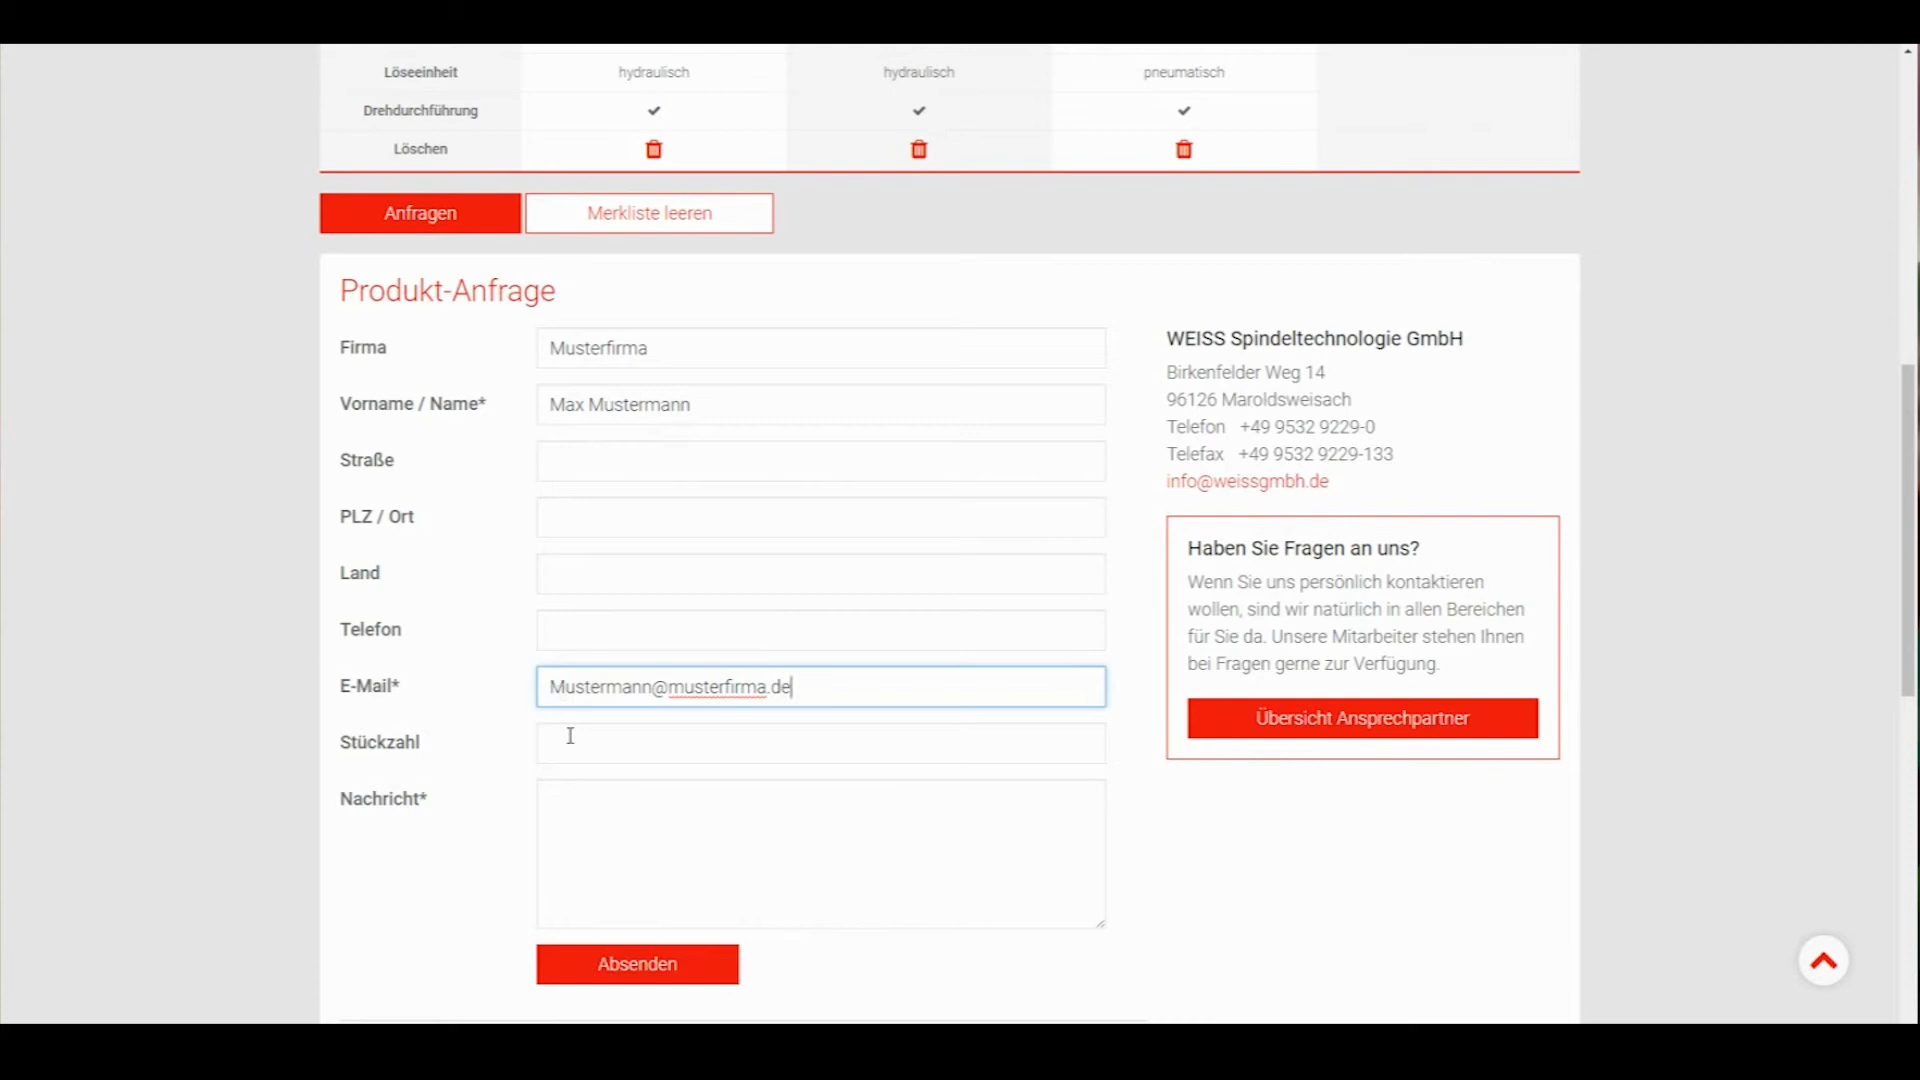 Löseeinheit hydraulisch hydraulisch pneumatisch
Drehdurchführung
Löschen
Anfragen Merkliste leeren
Produkt-Anfrage
Firma Musterfirma
Vorname / Name* Max Mustermann
Straße
PLZ / Ort
Land
Telefon
E-Mail* Mustermann@musterfirma.de
Stückzahl
Nachricht*
Absenden
WEISS Spindeltechnologie GmbH
Birkenfelder Weg 14
96126 Maroldsweisach
Telefon +49 9532 9229-0
Telefax +49 9532 9229-133
info@weissgmbh.de
Haben Sie Fragen an uns?
Wenn Sie uns persönlich kontaktieren
wollen, sind wir natürlich in allen Bereichen
für Sie da. Unsere Mitarbeiter stehen Ihnen
bei Fragen gerne zur Verfügung.
Übersicht Ansprechpartner